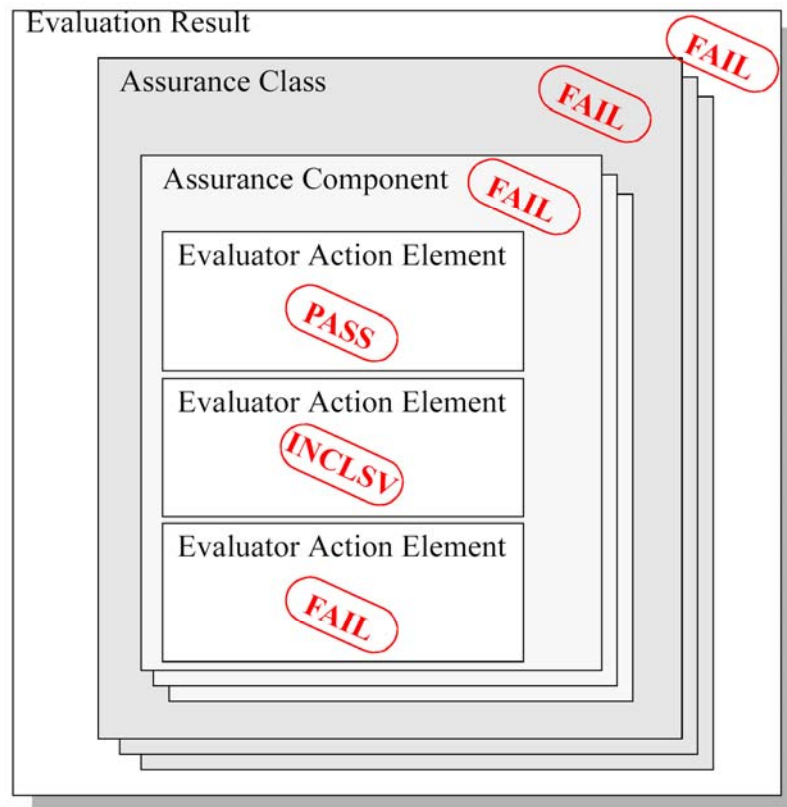 Evaluation Result
FAIL
Assurance Class
FAIL
Assurance Component
FAIL
Evaluator Action Element
PASS
Evaluator Action Element
INCLSV
Evaluator Action Element
FAIL